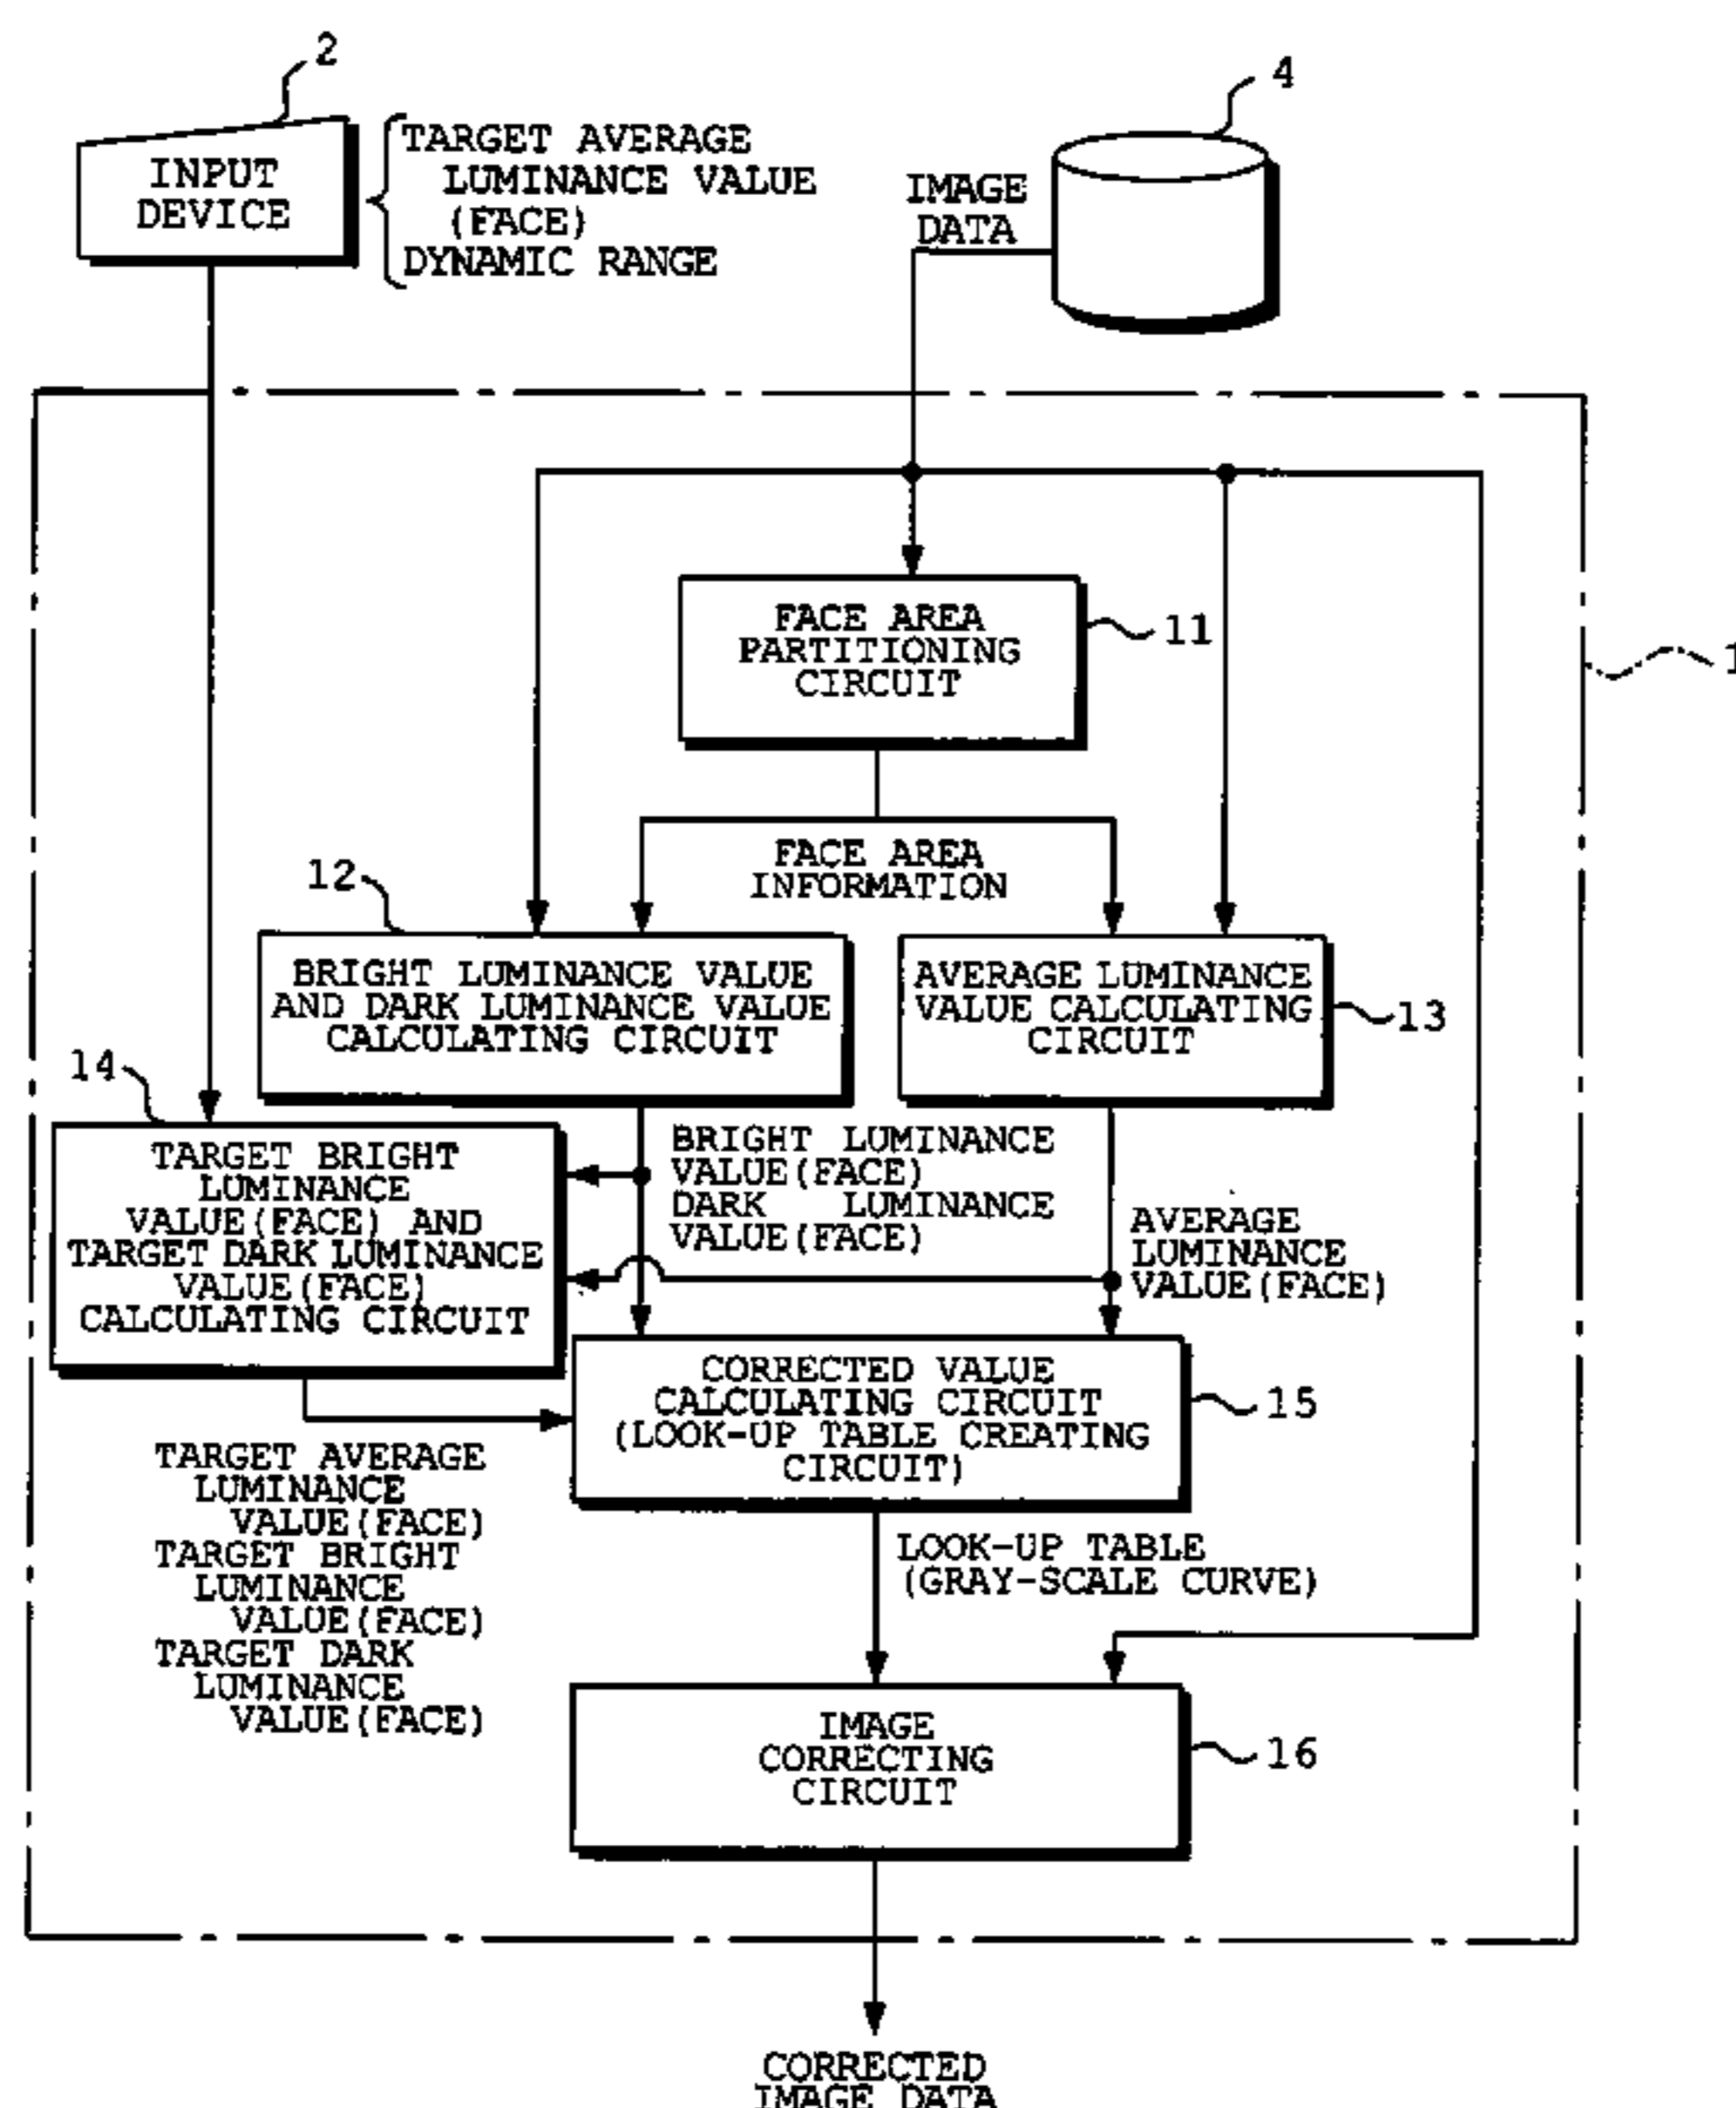 2
4
INPUT
DEVICE
TARGET AVERAGE
LUMINANCE VALUE
(FACE)
DYNAMIC RANGE
IMAGE
DATA
FACE AREA
PARTITIONING
CIRCUIT
11
1
FACE AREA
INFORMATION
12
BRIGHT LUMINANCE VALUE
AND DARK LUMINANCE VALUE
CALCULATING CIRCUIT
AVERAGE LUMINANCE
VALUE CALCULATING
CIRCUIT
13
14
TARGET BRIGHT
LUMINANCE
VALUE(FACE) AND
TARGET DARK LUMINANCE
VALUE(FACE)
CALCULATING CIRCUIT
BRIGHT LUMINANCE
VALUE(FACE)
DARK LUMINANCE
VALUE(FACE)
AVERAGE
LUMINANCE
VALUE(FACE)
CORRECTED VALUE
CALCULATING CIRCUIT
(LOOK-UP TABLE CREATING
CIRCUIT)
15
TARGET AVERAGE
LUMINANCE
VALUE(FACE)
TARGET BRIGHT
LUMINANCE
VALUE(FACE)
TARGET DARK
LUMINANCE
VALUE(FACE)
LOOK-UP TABLE
(GRAY-SCALE CURVE)
IMAGE
CORRECTING
CIRCUIT
16
CORRECTED
IMAGE DATA